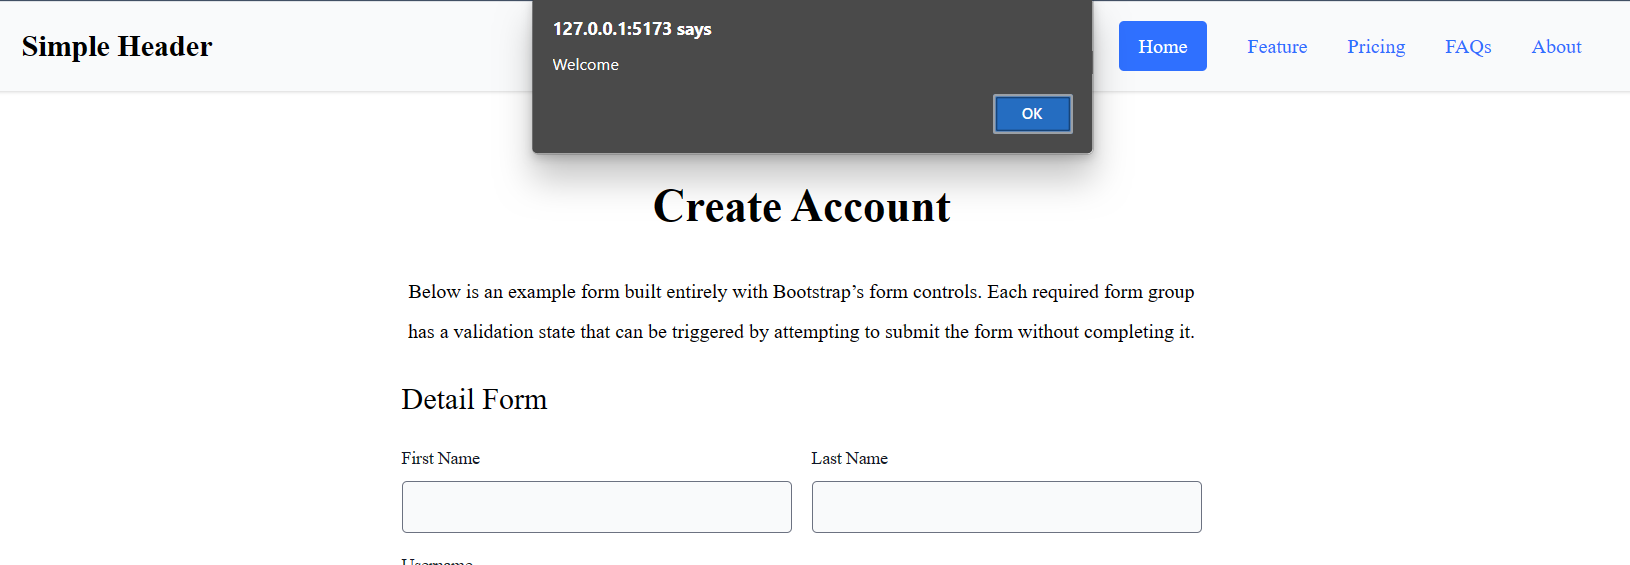 Simple Header
127.0.0.1:5173 says
Welcome
OK
Home
Feature
Pricing
FAQs
About
Create Account
Below is an example form built entirely with Bootstrap’s form controls. Each required form group
has a validation state that can be triggered by attempting to submit the form without completing it.
Detail Form
First Name
Last Name
Username